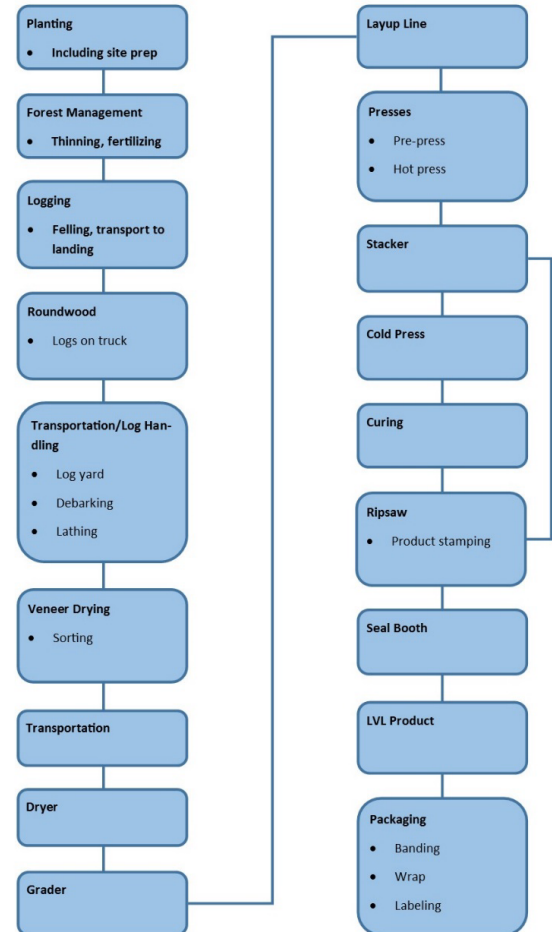 Planting
• Including site prep
Forest Management
• Thinning, fertilizing
Logging
• Felling, transport to
landing
Roundwood
• Logs on truck
Transportation/Log Han-
dling
• Log yard
• Debarking
• Lathing
Veneer Drying
• Sorting
Transportation
Dryer
Grader
Layup Line
Presses
• Pre-press
• Hot press
Stacker
Cold Press
Curing
Ripsaw
• Product stamping
Seal Booth
LVL Product
Packaging
• Banding
• Wrap
• Labeling